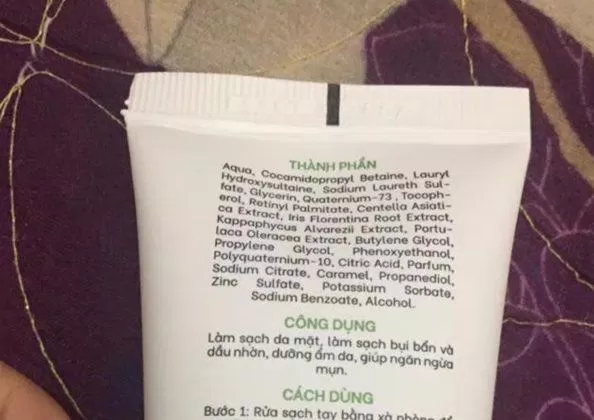 THÀNH PHẦN
Aqua, Cocamidopropyl Betaine, Lauryl
Hydroxysultaine, Sodium Laureth Sul-
fate, Glycerin, Quaternium-73 , Tocoph-
erol, Retinyl Palmitate, Centella Asiati-
ca Extract, Iris Florentina Root Extract,
Kappaphycus Alvarezii Extract, Portu-
laca Oleracea Extract, Butylene Glycol,
Propylene Glycol, Phenoxyethanol,
Polyquaternium-10, Citric Acid, Parfum,
Sodium Citrate, Caramel, Propanediol,
Zinc Sulfate, Potassium Sorbate,
Sodium Benzoate, Alcohol.
CÔNG DỤNG
Làm sạch da mặt, làm sạch bụi bẩn và
dầu nhờn, dưỡng ẩm da, giúp ngăn ngừa
mụn.
CÁCH DÙNG
Bước 1: Rửa sạch tay bằng xà phòng để